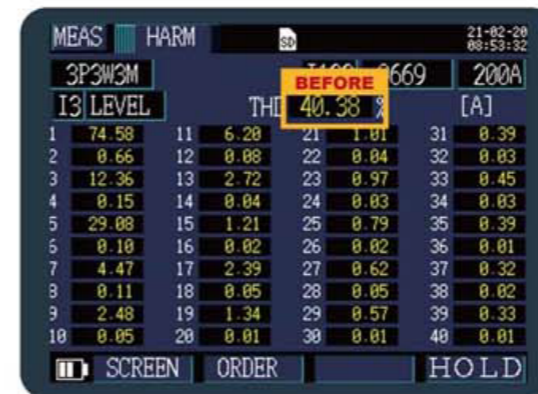 MEAS HARM SD 21-02-20
08:53:32
3P3W3M 669 200A
I3 LEVEL THD BEFORE 40.38 % [A]
1 74.58 11 6.20 21 1.01 31 0.39
2 0.66 12 0.08 22 0.04 32 0.03
3 12.36 13 2.72 23 0.97 33 0.45
4 0.15 14 0.04 24 0.03 34 0.03
5 29.08 15 1.21 25 0.79 35 0.39
6 0.10 16 0.02 26 0.02 36 0.01
7 4.47 17 2.39 27 0.62 37 0.32
8 0.11 18 0.05 28 0.05 38 0.02
9 2.48 19 1.34 29 0.57 39 0.33
10 0.05 20 0.01 30 0.01 40 0.01
SCREEN ORDER HOLD